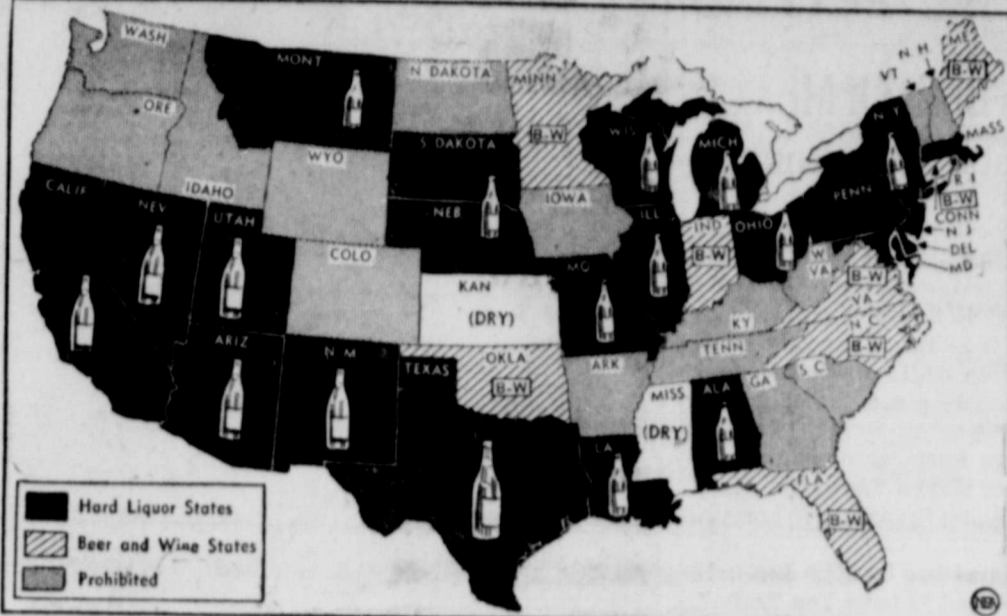 WASH
MONT
N DAKOTA
MINN
B-W
ME
B-W
N. H
VT
ORE
WYO
S. DAKOTA
WIS
MICH
N. Y
MASS
IDAHO
IOWA
PENN
R I
B-W
CONN
N J
DEL
MD
CALIF
NEV
UTAH
NEB
ILL
IND
B-W
OHIO
COLO
KAN
(DRY)
MO
W
VA
B-W
VA
KY
N C
B-W
ARIZ
N. M
TEXAS
OKLA
B-W
ARK
TENN
S C
MISS
(DRY)
ALA
GA
LA
FLA
B-W
Hard Liquor States
Beer and Wine States
Prohibited